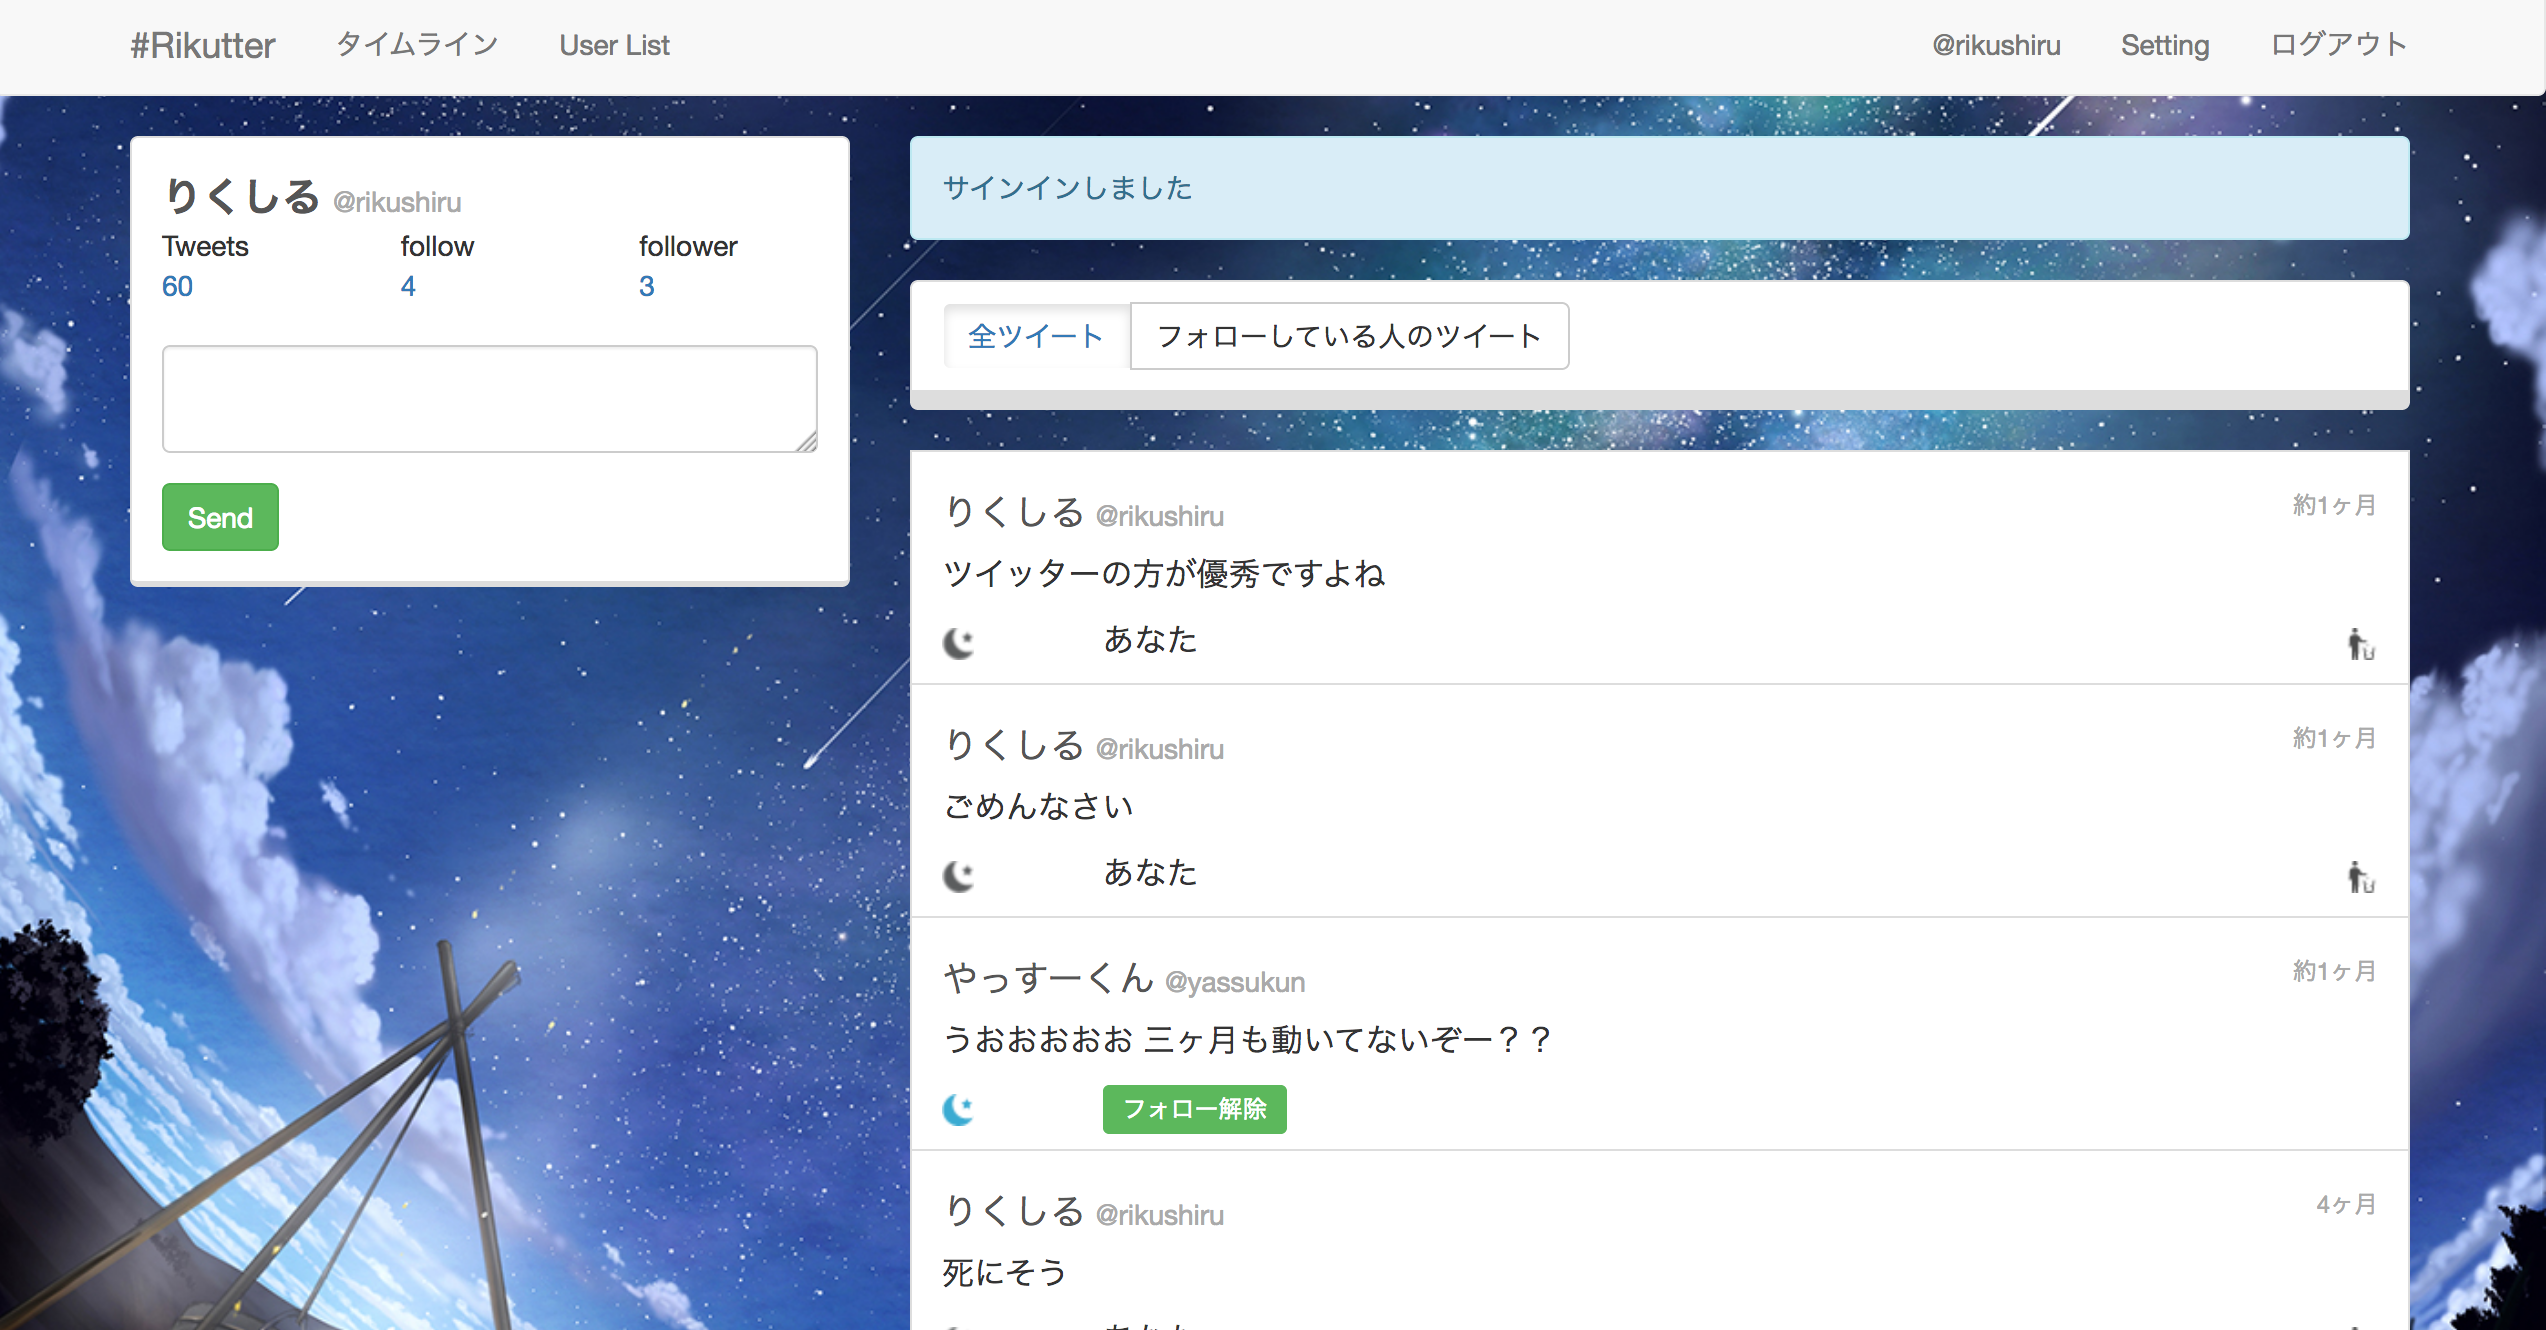 #Rikutter タイムライン User List @rikushiru Setting ログアウト
りくしる @rikushiru
Tweets follow follower
60 4 3
Send
サインインしました
全ツイート フォローしている人のツイート
りくしる @rikushiru 約1ヶ月
ツイッターの方が優秀ですよね
あなた
りくしる @rikushiru 約1ヶ月
ごめんなさい
あなた
やっすーくん @yassukun 約1ヶ月
うおおおおお 三ヶ月も動いてないぞー？？
フォロー解除
りくしる @rikushiru 4ヶ月
死にそう